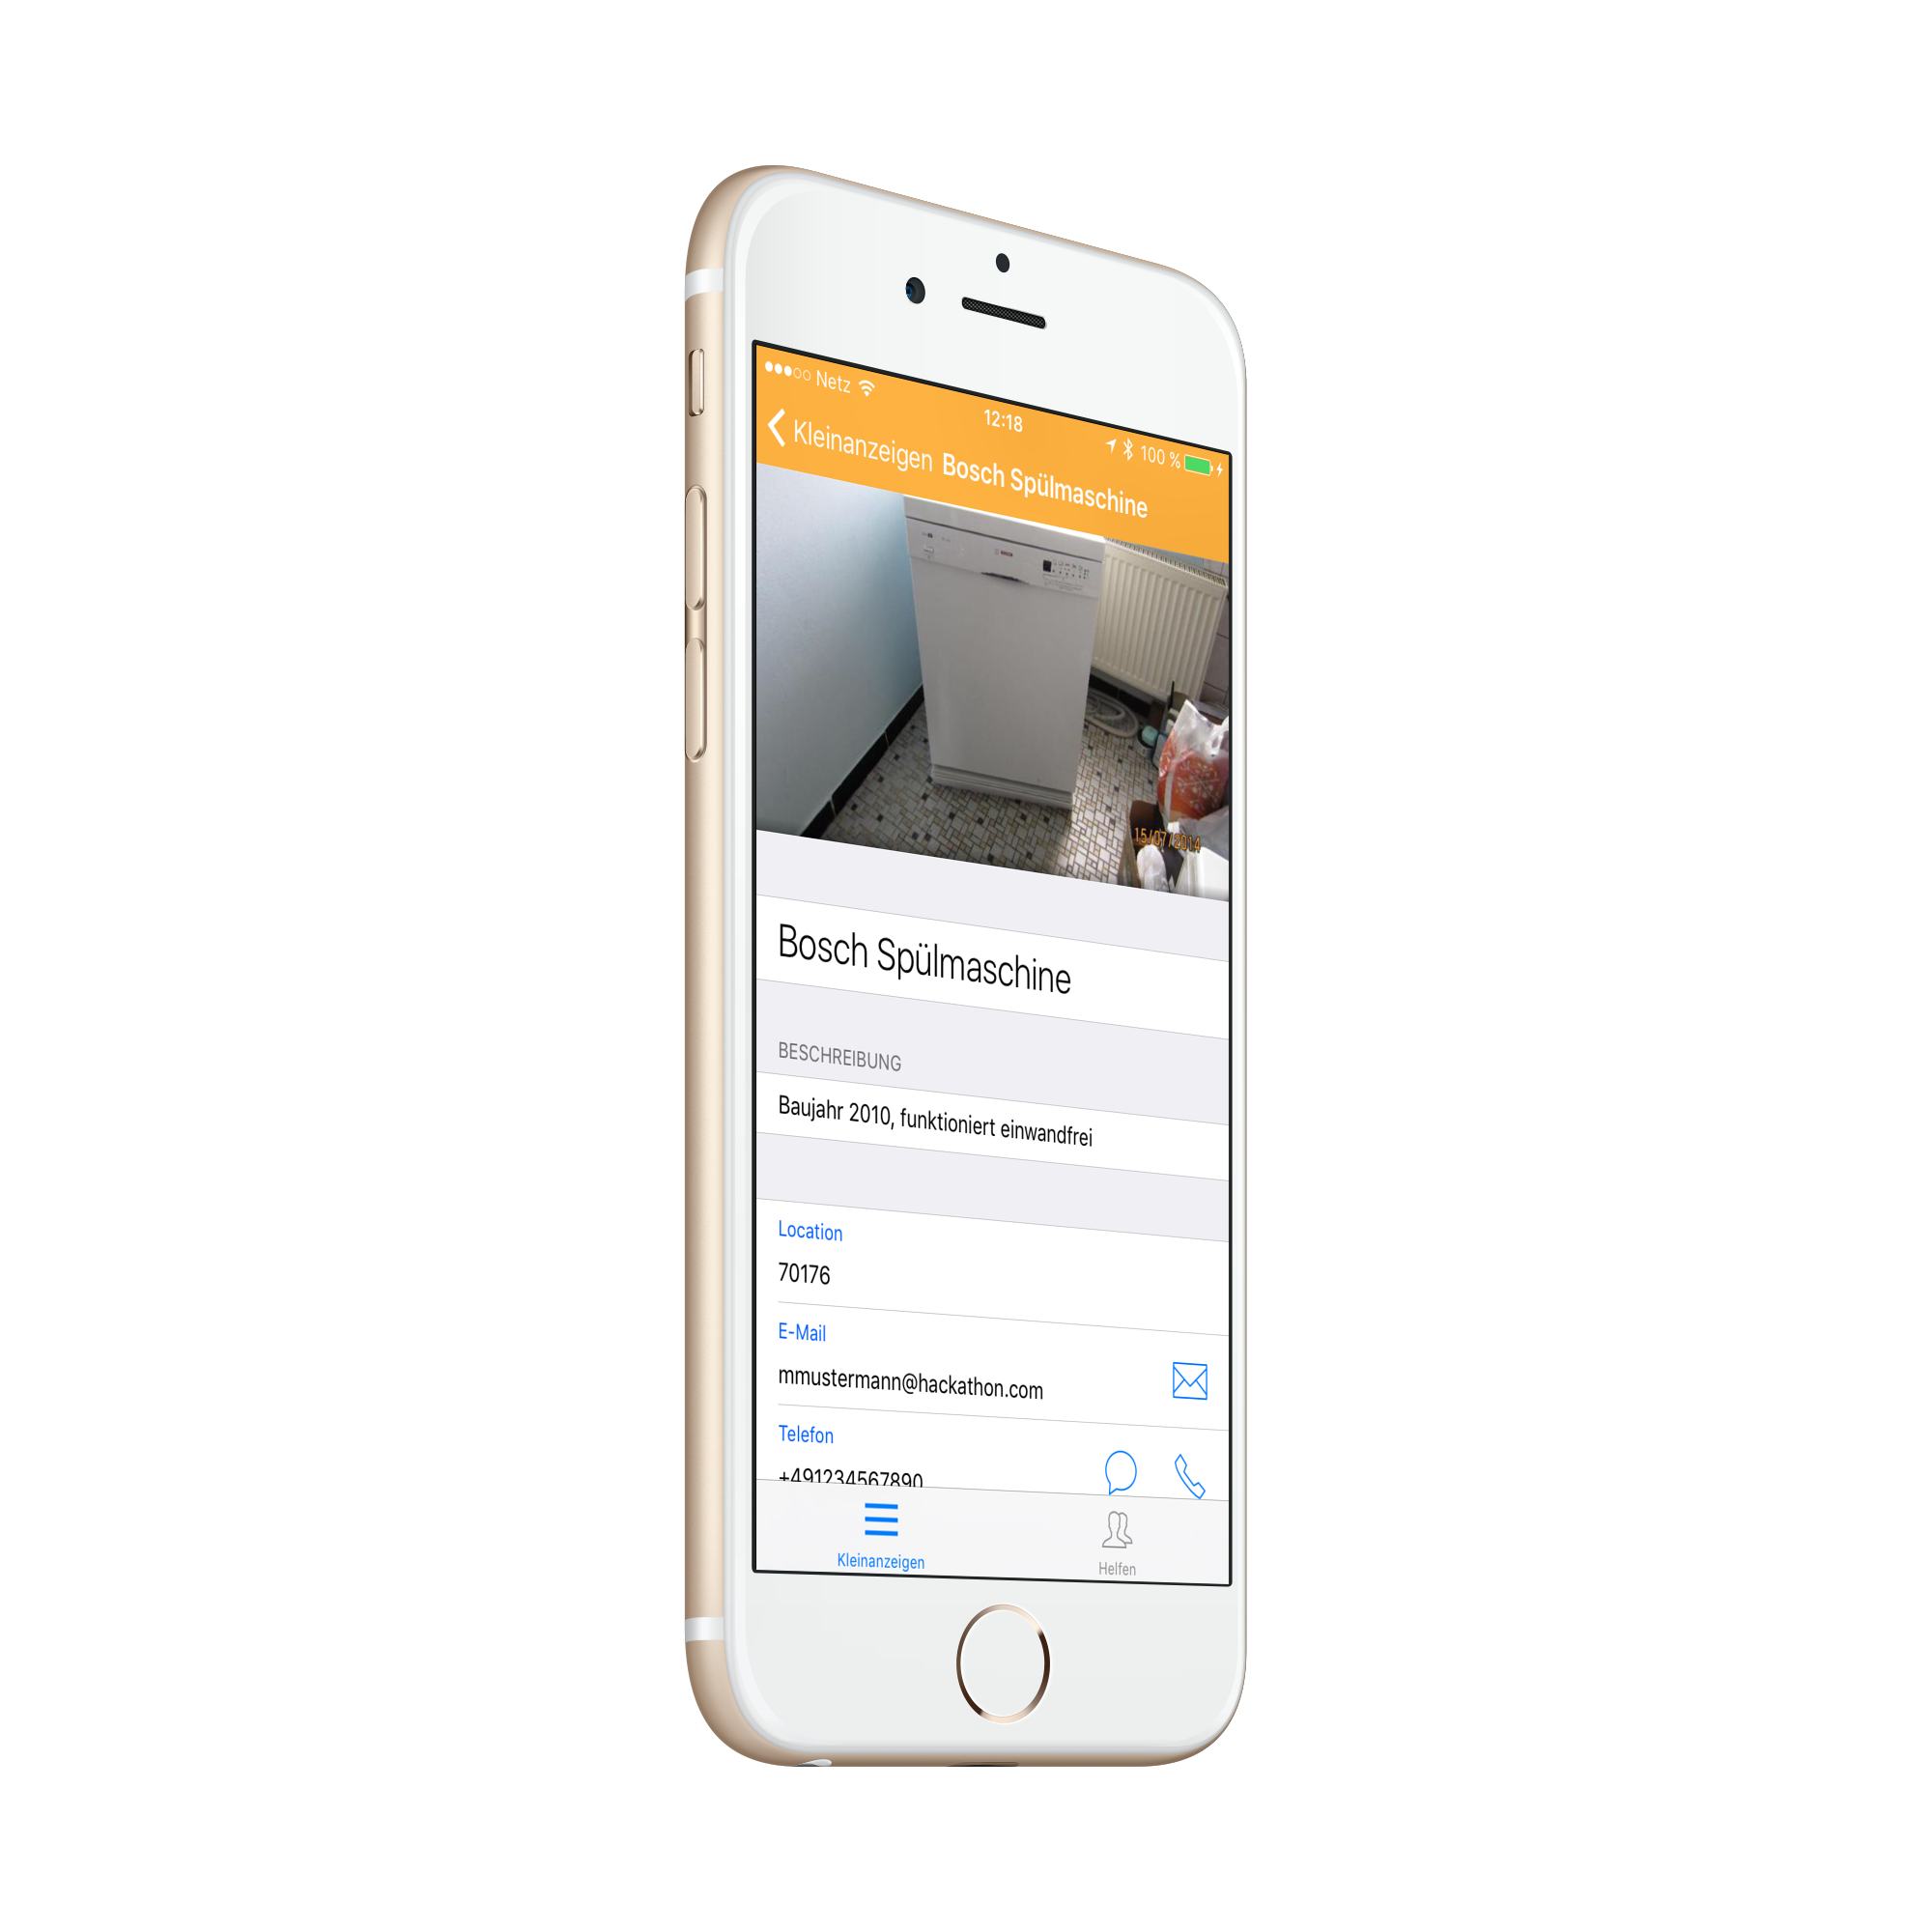 Netz
12:18
100 %
Kleinanzeigen Bosch Spülmaschine
15/07/2014
Bosch Spülmaschine
BESCHREIBUNG
Baujahr 2010, funktioniert einwandfrei
Location
70176
E-Mail
mmustermann@hackathon.com
Telefon
+491234567890
Kleinanzeigen
Helfen